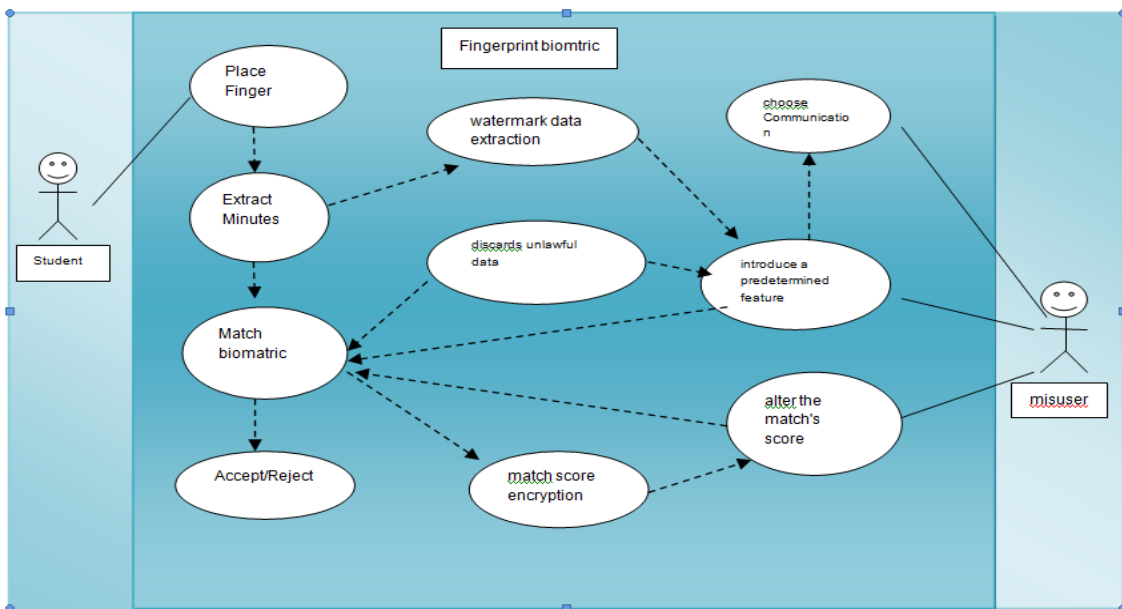 Fingerprint biomtric
Place
Finger
watermark data
extraction
choose
Communicatio
n
Extract
Minutes
Student
discards unlawful
data
introduce a
predetermined
feature
Match
biomatric
misuser
alter the
match's
score
Accept/Reject
match score
encryption